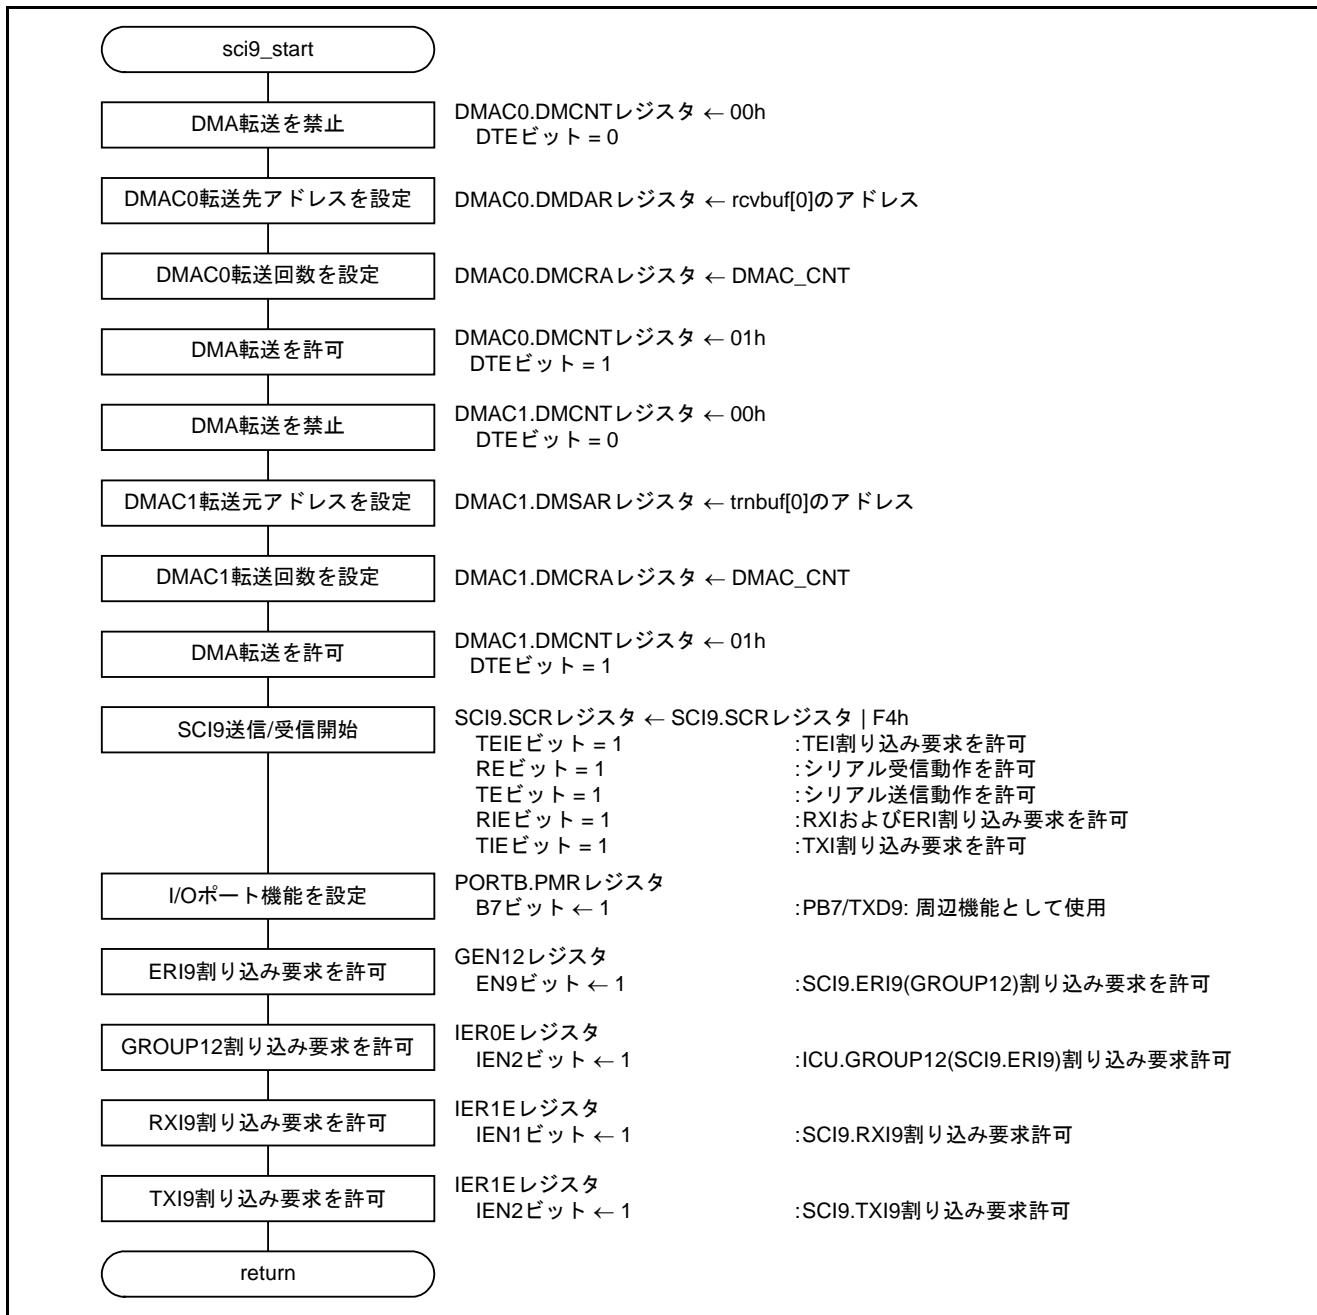 sci9_start
DMA転送を禁止
DMAC0.DMCNTレジスタ ← 00h
DTEビット = 0
DMAC0転送先アドレスを設定
DMAC0.DMDARレジスタ ← rcvbuf[0]のアドレス
DMAC0転送回数を設定
DMAC0.DMCRAレジスタ ← DMAC_CNT
DMA転送を許可
DMAC0.DMCNTレジスタ ← 01h
DTEビット = 1
DMA転送を禁止
DMAC1.DMCNTレジスタ ← 00h
DTEビット = 0
DMAC1転送元アドレスを設定
DMAC1.DMSARレジスタ ← trnbuf[0]のアドレス
DMAC1転送回数を設定
DMAC1.DMCRAレジスタ ← DMAC_CNT
DMA転送を許可
DMAC1.DMCNTレジスタ ← 01h
DTEビット = 1
SCI9送信/受信開始
SCI9.SCRレジスタ ← SCI9.SCRレジスタ | F4h
TEIEビット = 1 :TEI割り込み要求を許可
REビット = 1 :シリアル受信動作を許可
TEビット = 1 :シリアル送信動作を許可
RIEビット = 1 :RXIおよびERI割り込み要求を許可
TIEビット = 1 :TXI割り込み要求を許可
I/Oポート機能を設定
PORTB.PMRレジスタ
B7ビット ← 1 :PB7/TXD9: 周辺機能として使用
ERI9割り込み要求を許可
GEN12レジスタ
EN9ビット ← 1 :SCI9.ERI9(GROUP12)割り込み要求を許可
GROUP12割り込み要求を許可
IER0Eレジスタ
IEN2ビット ← 1 :ICU.GROUP12(SCI9.ERI9)割り込み要求許可
RXI9割り込み要求を許可
IER1Eレジスタ
IEN1ビット ← 1 :SCI9.RXI9割り込み要求許可
TXI9割り込み要求を許可
IER1Eレジスタ
IEN2ビット ← 1 :SCI9.TXI9割り込み要求許可
return